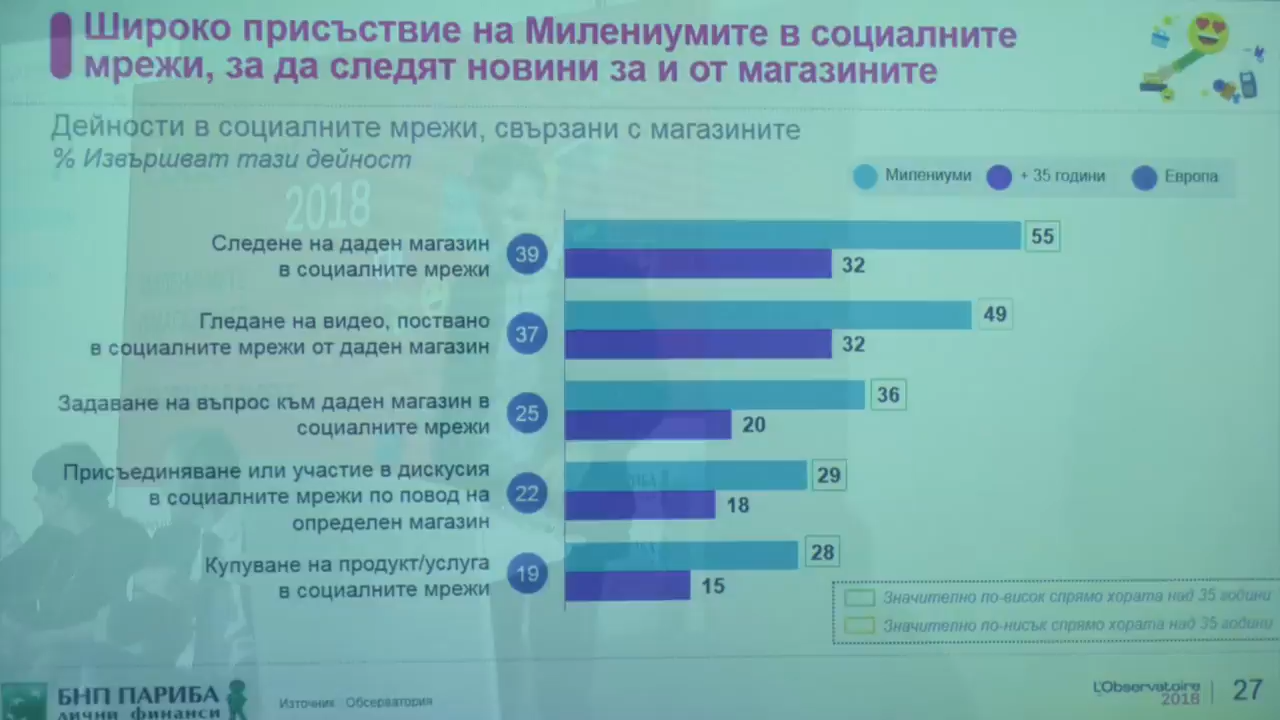 Широко присъствие на Милениумите в социалните
мрежи, за да следят новини за и от магазините
Дейности в социалните мрежи, свързани с магазините
% Извършват тази дейност
Милениуми
+ 35 години
Европа
2018
Следене на даден магазин
в социалните мрежи
39
55
32
Гледане на видео, поствано
в социалните мрежи от даден магазин
37
49
32
Задаване на въпрос към даден магазин в
социалните мрежи
25
36
20
Присъединяване или участие в дискусия
в социалните мрежи по повод на
определен магазин
22
29
18
Купуване на продукт/услуга
в социалните мрежи
19
28
15
Значително по-висок спрямо хората над 35 години
Значително по-нисък спрямо хората над 35 години
БНП ПАРИБА
лични финанси
Източник Обсерватория
L'Observatoire
2018
27